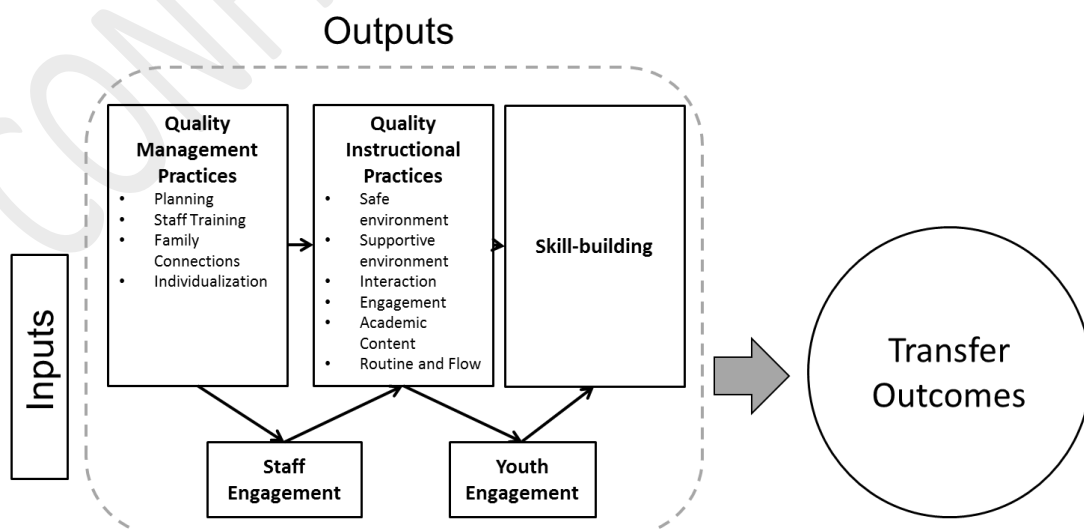 Outputs
Quality
Management
Practices
• Planning
• Staff Training
• Family
Connections
• Individualization
Quality
Instructional
Practices
• Safe
environment
• Supportive
environment
• Interaction
• Engagement
• Academic
Content
• Routine and Flow
Skill-building
Inputs
Staff
Engagement
Youth
Engagement
Transfer
Outcomes